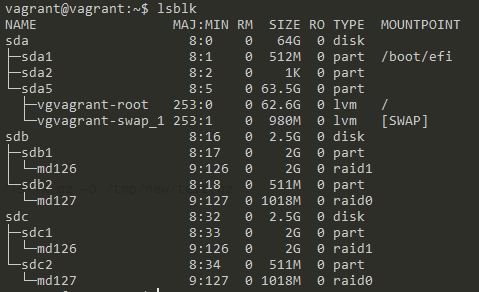 vagrant@vagrant:~$ lsblk
NAME                 MAJ:MIN RM  SIZE RO TYPE  MOUNTPOINT
sda                    8:0    0   64G  0 disk
├─sda1                 8:1    0  512M  0 part  /boot/efi
├─sda2                 8:2    0    1K  0 part
└─sda5                 8:5    0 63.5G  0 part
  ├─vgvagrant-root   253:0    0 62.6G  0 lvm   /
  └─vgvagrant-swap_1 253:1    0  980M  0 lvm   [SWAP]
sdb                    8:16   0  2.5G  0 disk
├─sdb1                 8:17   0    2G  0 part
│ └─md126              9:126  0    2G  0 raid1
└─sdb2                 8:18   0  511M  0 part
  └─md127              9:127  0 1018M  0 raid0
sdc                    8:32   0  2.5G  0 disk
├─sdc1                 8:33   0    2G  0 part
│ └─md126              9:126  0    2G  0 raid1
└─sdc2                 8:34   0  511M  0 part
  └─md127              9:127  0 1018M  0 raid0